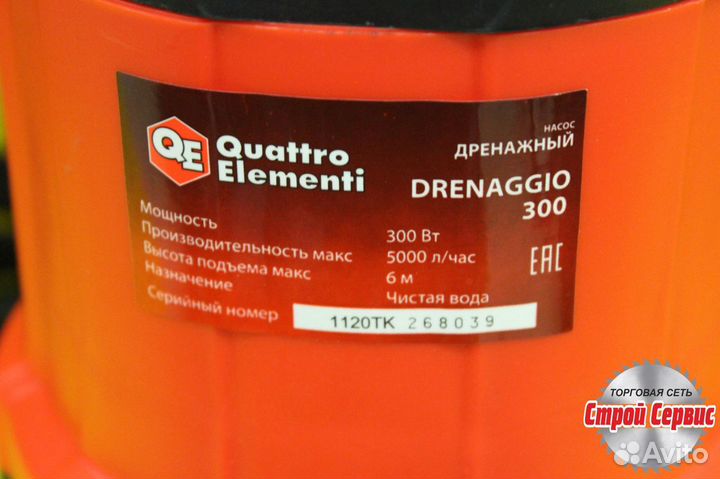 QE Quattro
Elementi
НАСОС
ДРЕНАЖНЫЙ
DRENAGGIO
300
Мощность 300 Вт
Производительность макс 5000 л/час
Высота подъема макс 6 м
Назначение Чистая вода
Серийный номер 1120TK 268039
EAC
ТОРГОВАЯ СЕТЬ
Строй Сервис
Avito